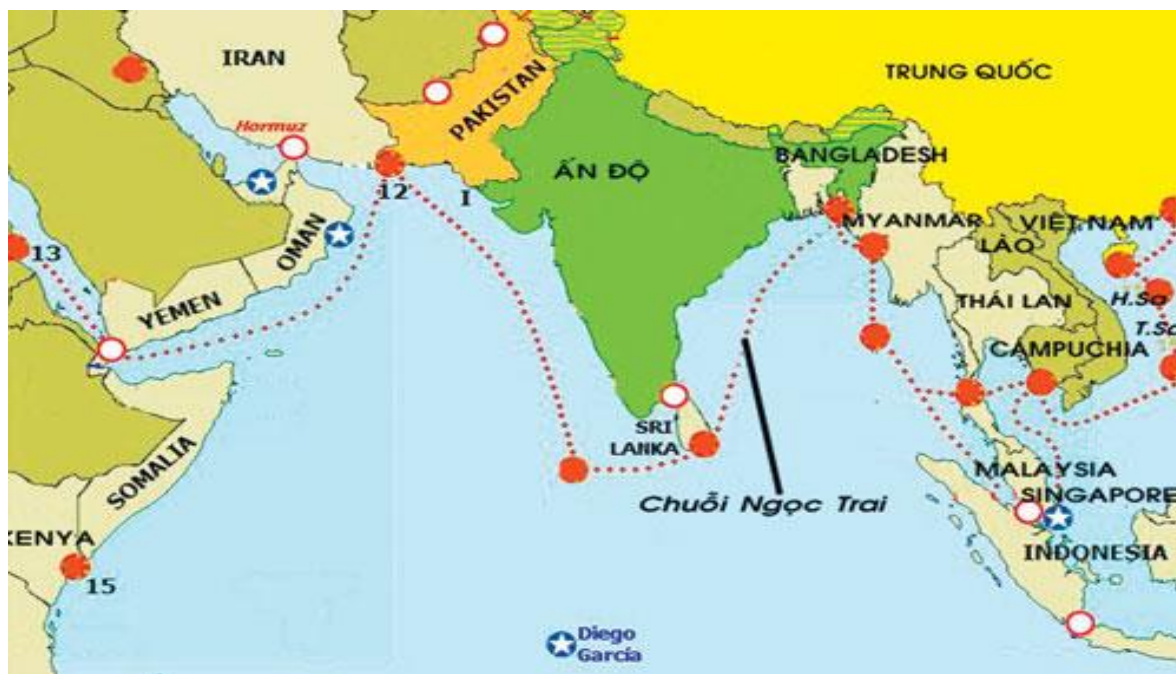 IRAN
TRUNG QUỐC
PAKISTAN
Hormuz
BANGLADESH
ẤN ĐỘ
12
I
MYANMAR
VIỆT NAM
LÀO
13
OMAN
YEMEN
THÁI LAN
H.Sa
T.Sa
CAMPUCHIA
SRI
LANKA
SOMALIA
MALAYSIA
SINGAPORE
Chuỗi Ngọc Trai
KENYA
INDONESIA
15
Diego
García